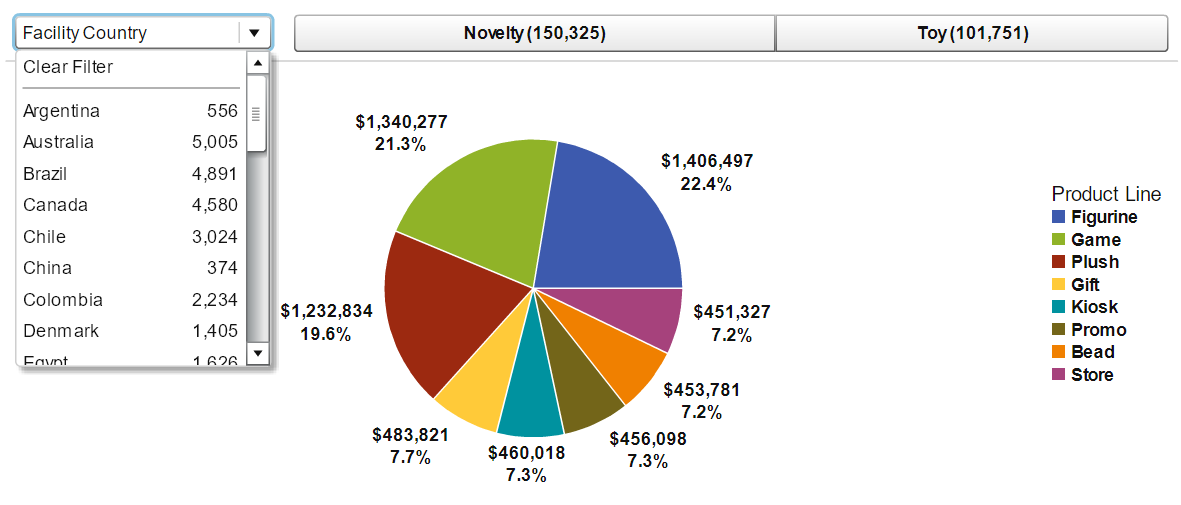 Facility Country
Novelty (150,325)
Toy (101,751)
Clear Filter
Argentina 556
Australia 5,005
Brazil 4,891
Canada 4,580
Chile 3,024
China 374
Colombia 2,234
Denmark 1,405
Egypt 1,626
$1,340,277
21.3%
$1,406,497
22.4%
$1,232,834
19.6%
$451,327
7.2%
$453,781
7.2%
$483,821
7.7%
$460,018
7.3%
$456,098
7.3%
Product Line
Figurine
Game
Plush
Gift
Kiosk
Promo
Bead
Store